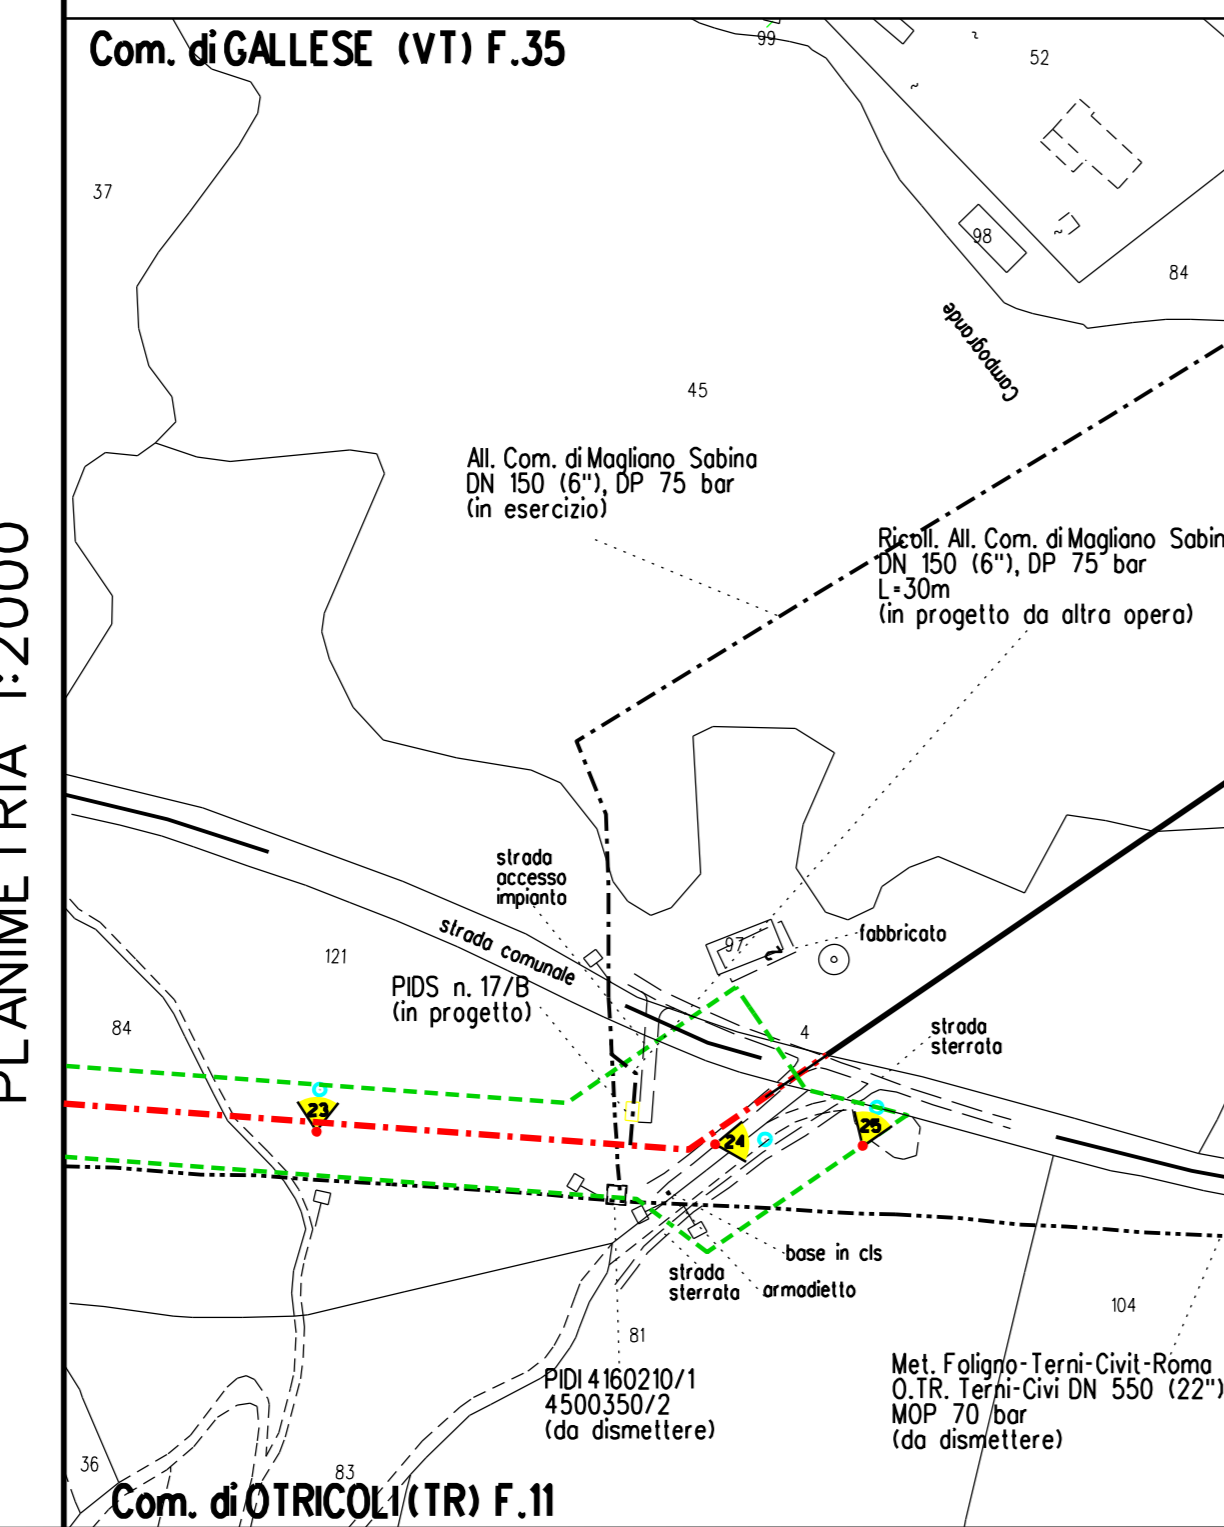 Com. di GALLESE (VT) F.35
99
52
37
98
84
Campogrande
45
All. Com. di Magliano Sabina
DN 150 (6"), DP 75 bar
(in esercizio)
Ricoll. All. Com. di Magliano Sabin
DN 150 (6"), DP 75 bar
L=30m
(in progetto da altra opera)
PLANIMETRIA 1:2000
strada
accesso
impianto
strada comunale
97
fabbricato
121
PIDS n. 17/B
(in progetto)
84
4
strada
sterrata
23
24
25
base in cls
strada
sterrata
armadietto
104
81
PIDI 4160210/1
4500350/2
(da dismettere)
Met. Foligno-Terni-Civit-Roma
O.TR. Terni-Civi DN 550 (22")
MOP 70 bar
(da dismettere)
36
83
Com. di OTRICOLI (TR) F.11